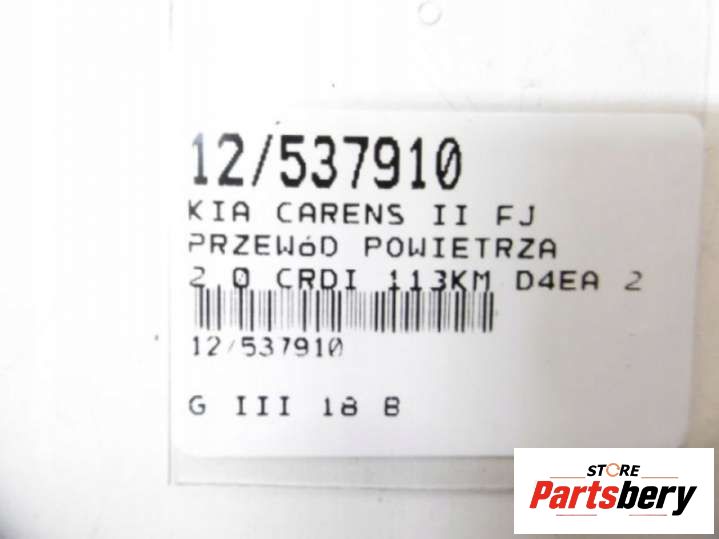 12/537910
KIA CARENS II FJ
PRZEWóD POWIETRZA
2.0 CRDI 113KM D4EA 2
12/537910
G III 18 B
STORE
Partsbery